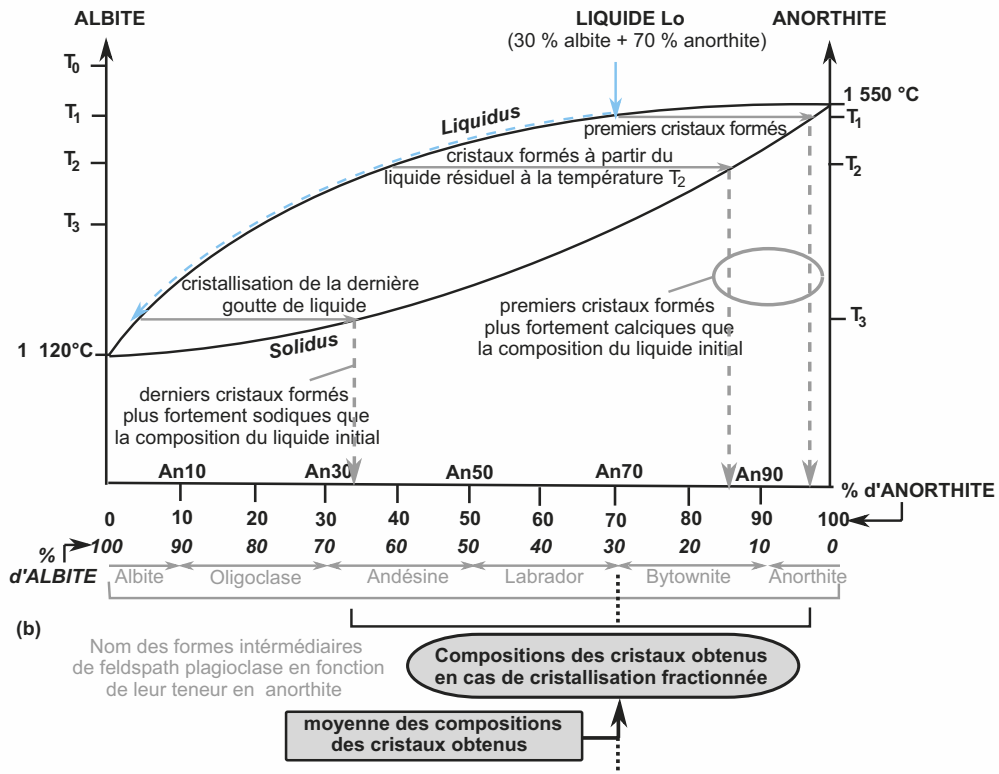 ALBITE
LIQUIDE Lo
(30 % albite + 70 % anorthite)
ANORTHITE
T0
T1
T2
T3
1 550 °C
T1
T2
T3
Liquidus
premiers cristaux formés
cristaux formés à partir du
liquide résiduel à la température T2
cristallisation de la dernière
goutte de liquide
premiers cristaux formés
plus fortement calciques que
la composition du liquide initial
1 120°C
Solidus
derniers cristaux formés
plus fortement sodiques que
la composition du liquide initial
An10 An30 An50 An70 An90
% d'ANORTHITE
0 10 20 30 40 50 60 70 80 90 100
%
d'ALBITE
100 90 80 70 60 50 40 30 20 10 0
Albite Oligoclase Andésine Labrador Bytownite Anorthite
(b)
Nom des formes intérmédiaires
de feldspath plagioclase en fonction
de leur teneur en anorthite
Compositions des cristaux obtenus
en cas de cristallisation fractionnée
moyenne des compositions
des cristaux obtenus